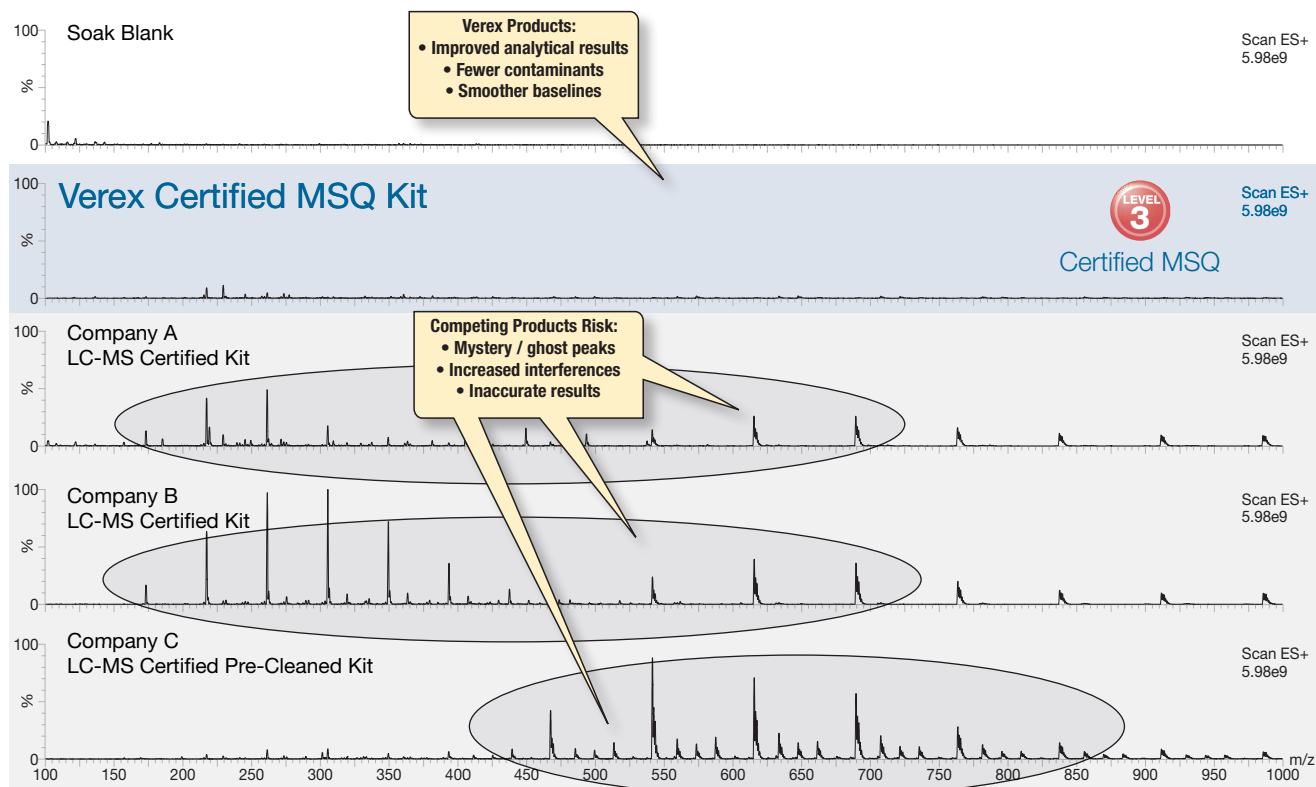 Soak Blank
Scan ES+
5.98e9
100
%
0
Verex Products:
• Improved analytical results
• Fewer contaminants
• Smoother baselines
Verex Certified MSQ Kit
Scan ES+
5.98e9
100
%
0
LEVEL
3
Certified MSQ
Company A
LC-MS Certified Kit
Scan ES+
5.98e9
100
%
0
Competing Products Risk:
• Mystery / ghost peaks
• Increased interferences
• Inaccurate results
Company B
LC-MS Certified Kit
Scan ES+
5.98e9
100
%
0
Company C
LC-MS Certified Pre-Cleaned Kit
Scan ES+
5.98e9
100
%
0
100 150 200 250 300 350 400 450 500 550 600 650 700 750 800 850 900 950 1000 m/z